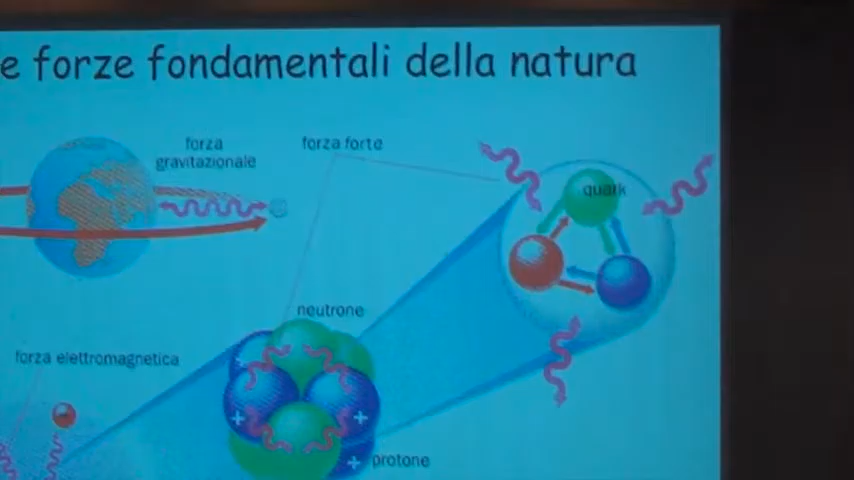 e forze fondamentali della natura
forza
gravitazionale
forza forte
quark
neutrone
forza elettromagnetica
+ +
+ protone